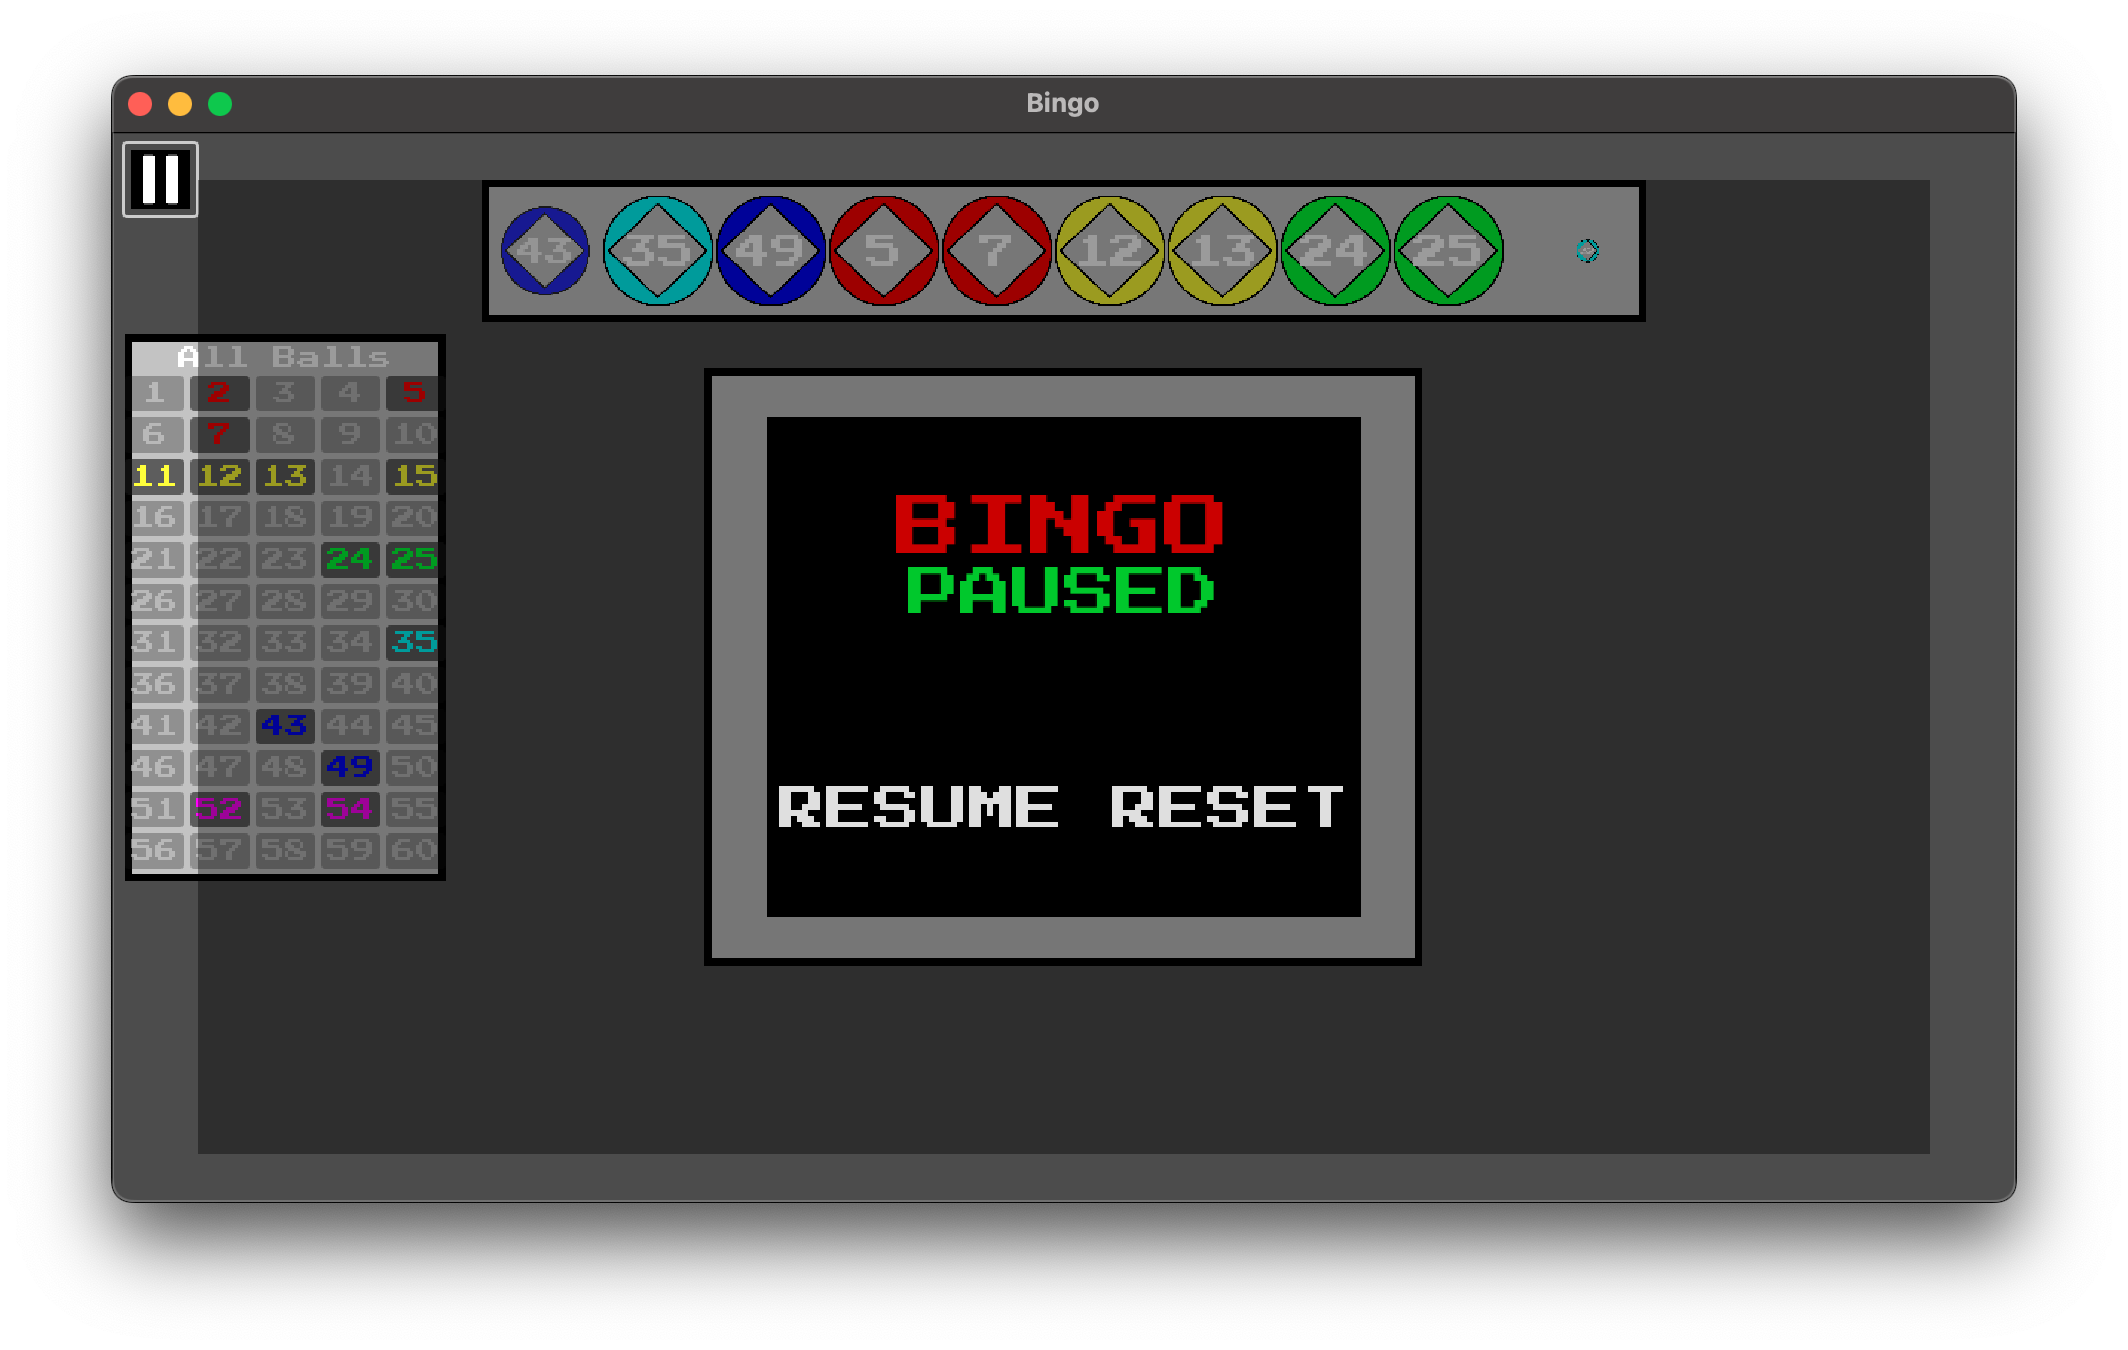 Bingo
43 35 49 5 7 12 13 24 25
All Balls
1 2 3 4 5
6 7 8 9 10
11 12 13 14 15
16 17 18 19 20
21 22 23 24 25
26 27 28 29 30
31 32 33 34 35
36 37 38 39 40
41 42 43 44 45
46 47 48 49 50
51 52 53 54 55
56 57 58 59 60
BINGO
PAUSED
RESUME RESET